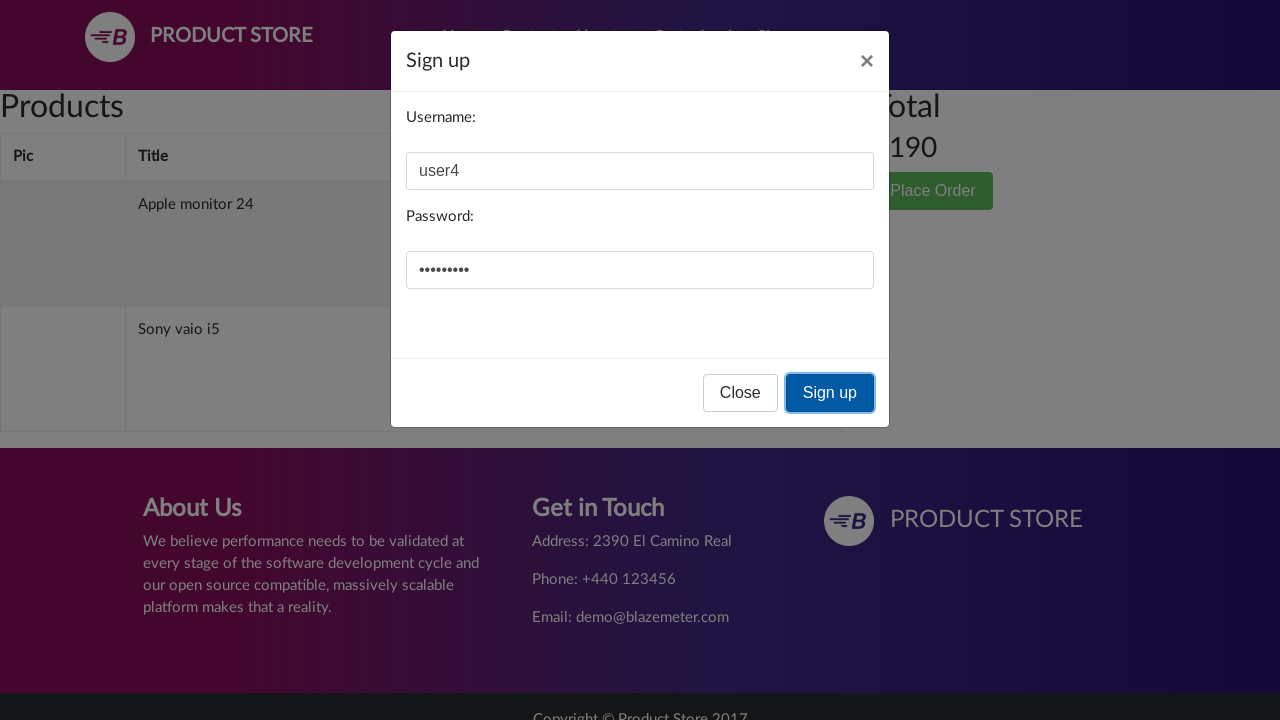 PRODUCT STORE
Sign up
×
Username:
user4
Password:
•••••••••
Close
Sign up
Products
Pic
Title
Apple monitor 24
Sony vaio i5
190
Place Order
About Us
We believe performance needs to be validated at
every stage of the software development cycle and
our open source compatible, massively scalable
platform makes that a reality.
Get in Touch
Address: 2390 El Camino Real
Phone: +440 123456
Email: demo@blazemeter.com
PRODUCT STORE
Copyright © Product Store 2017